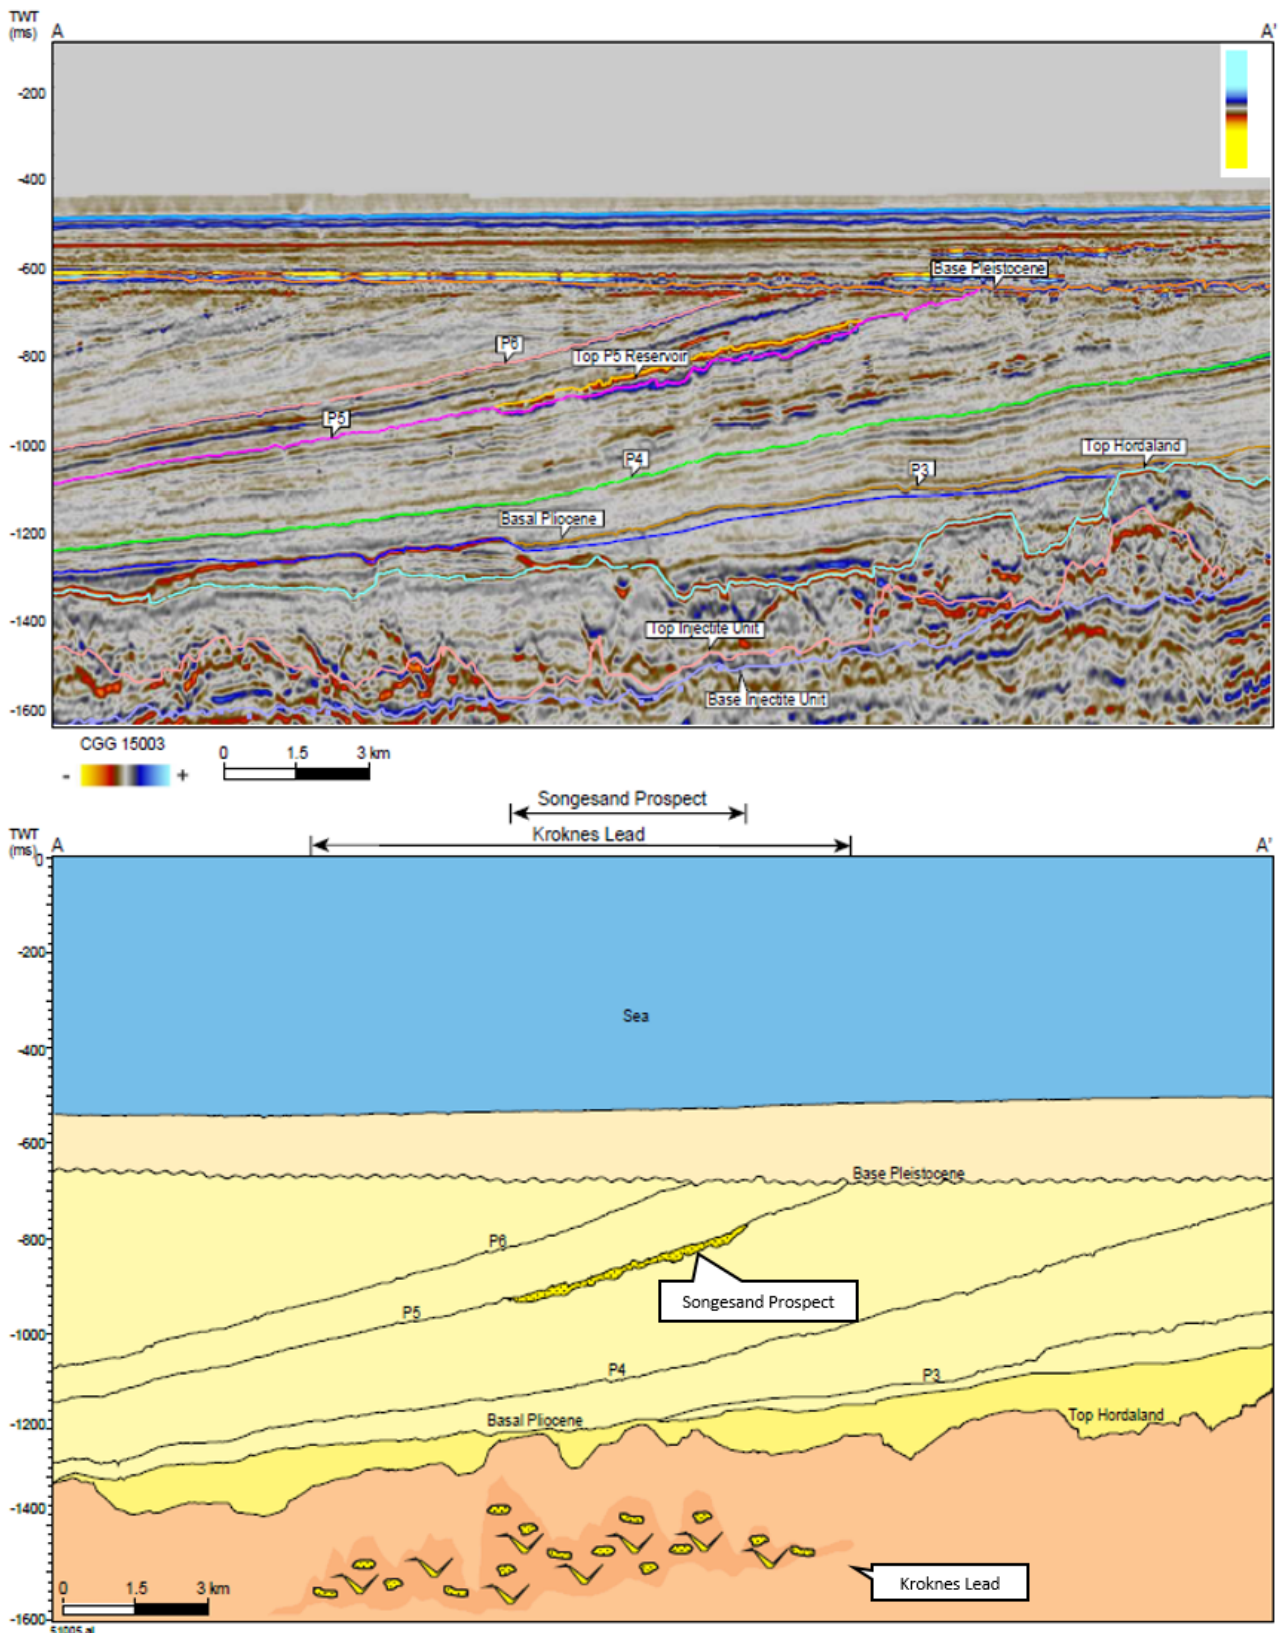 TWT
(ms)
A
A'
-200
-400
-600
Base Pleistocene
-800
P6
Top P5 Reservoir
P5
-1000
P4
Top Hordaland
P3
Basal Pliocene
-1200
-1400
Top Injectite Unit
Base Injectite Unit
-1600
CGG 15003
- +
0 1.5 3 km
Songesand Prospect
Kroknes Lead
TWT
(ms)
A
A'
0
-200
Sea
-400
-600
Base Pleistocene
-800
P6
Songesand Prospect
P5
-1000
P4
P3
-1200
Basal Pliocene
Top Hordaland
-1400
Kroknes Lead
0 1.5 3 km
-1600
51005.ai